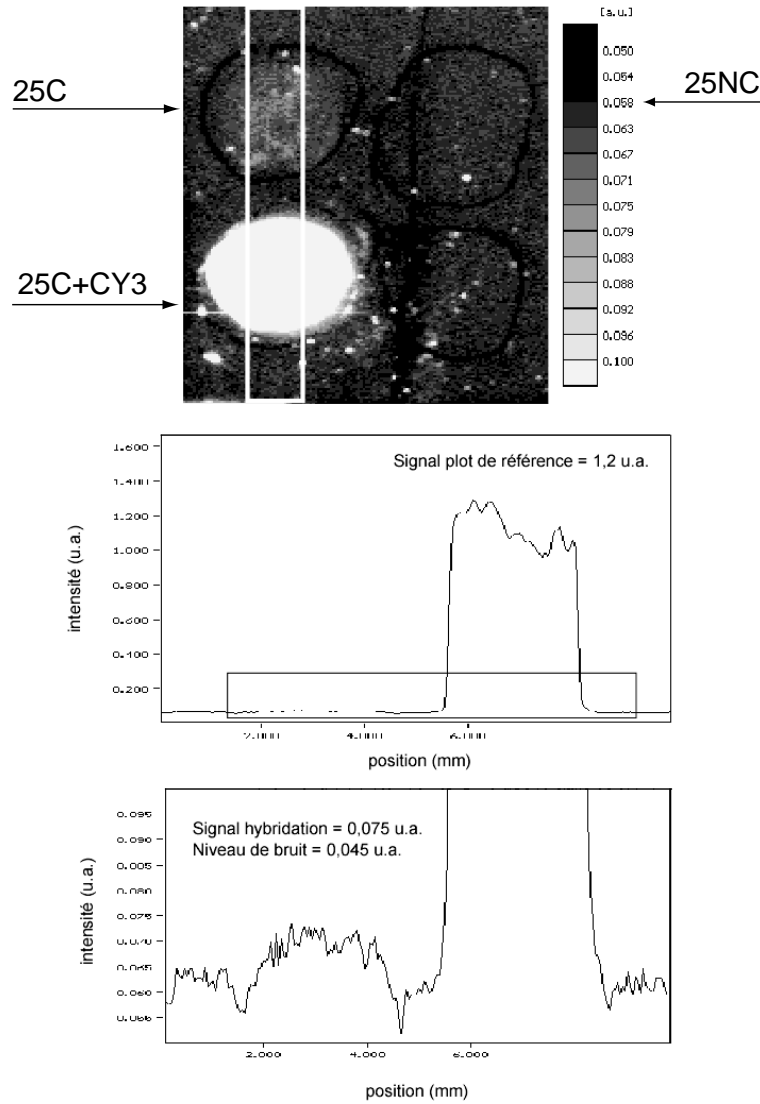 [a.u.]
25C
25NC
25C+CY3
0.050
0.054
0.058
0.063
0.067
0.071
0.075
0.079
0.083
0.088
0.092
0.096
0.100
Signal plot de référence = 1,2 u.a.
intensité (u.a.)
1.600
1.400
1.200
1.000
0.800
0.600
0.400
0.200
2.000 4.000 6.000
position (mm)
Signal hybridation = 0,075 u.a.
Niveau de bruit = 0,045 u.a.
intensité (u.a.)
0.095
0.090
0.080
0.075
0.070
0.065
0.060
2.000 4.000 6.000
position (mm)